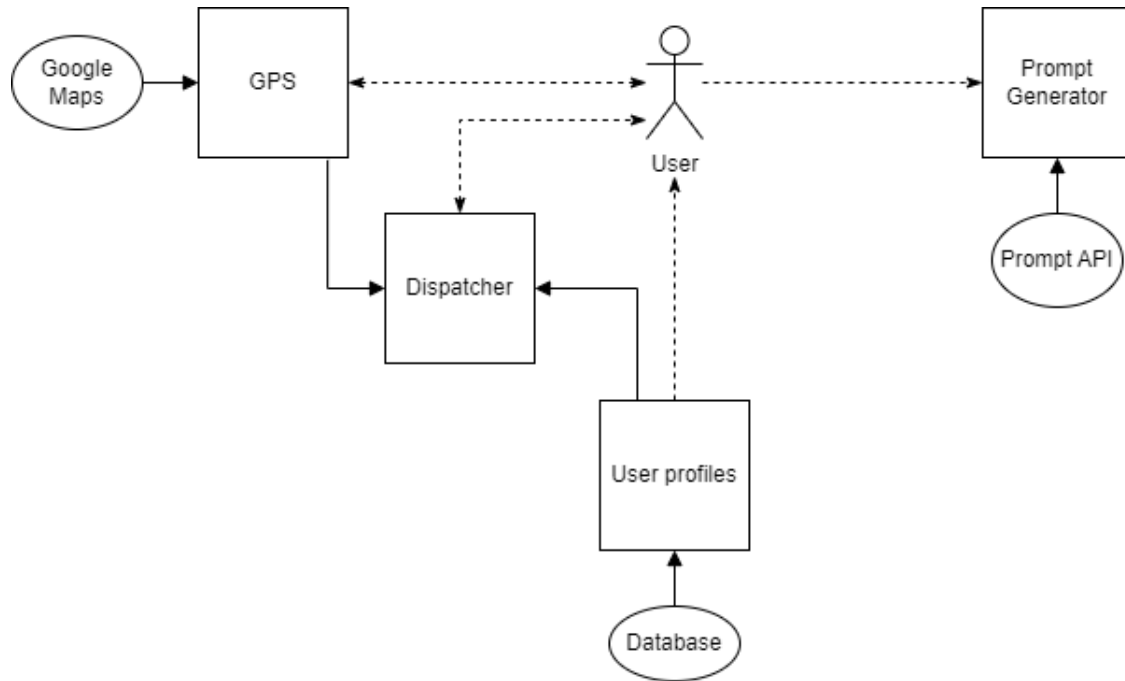 Google
Maps
GPS
User
Prompt
Generator
Prompt API
Dispatcher
User profiles
Database